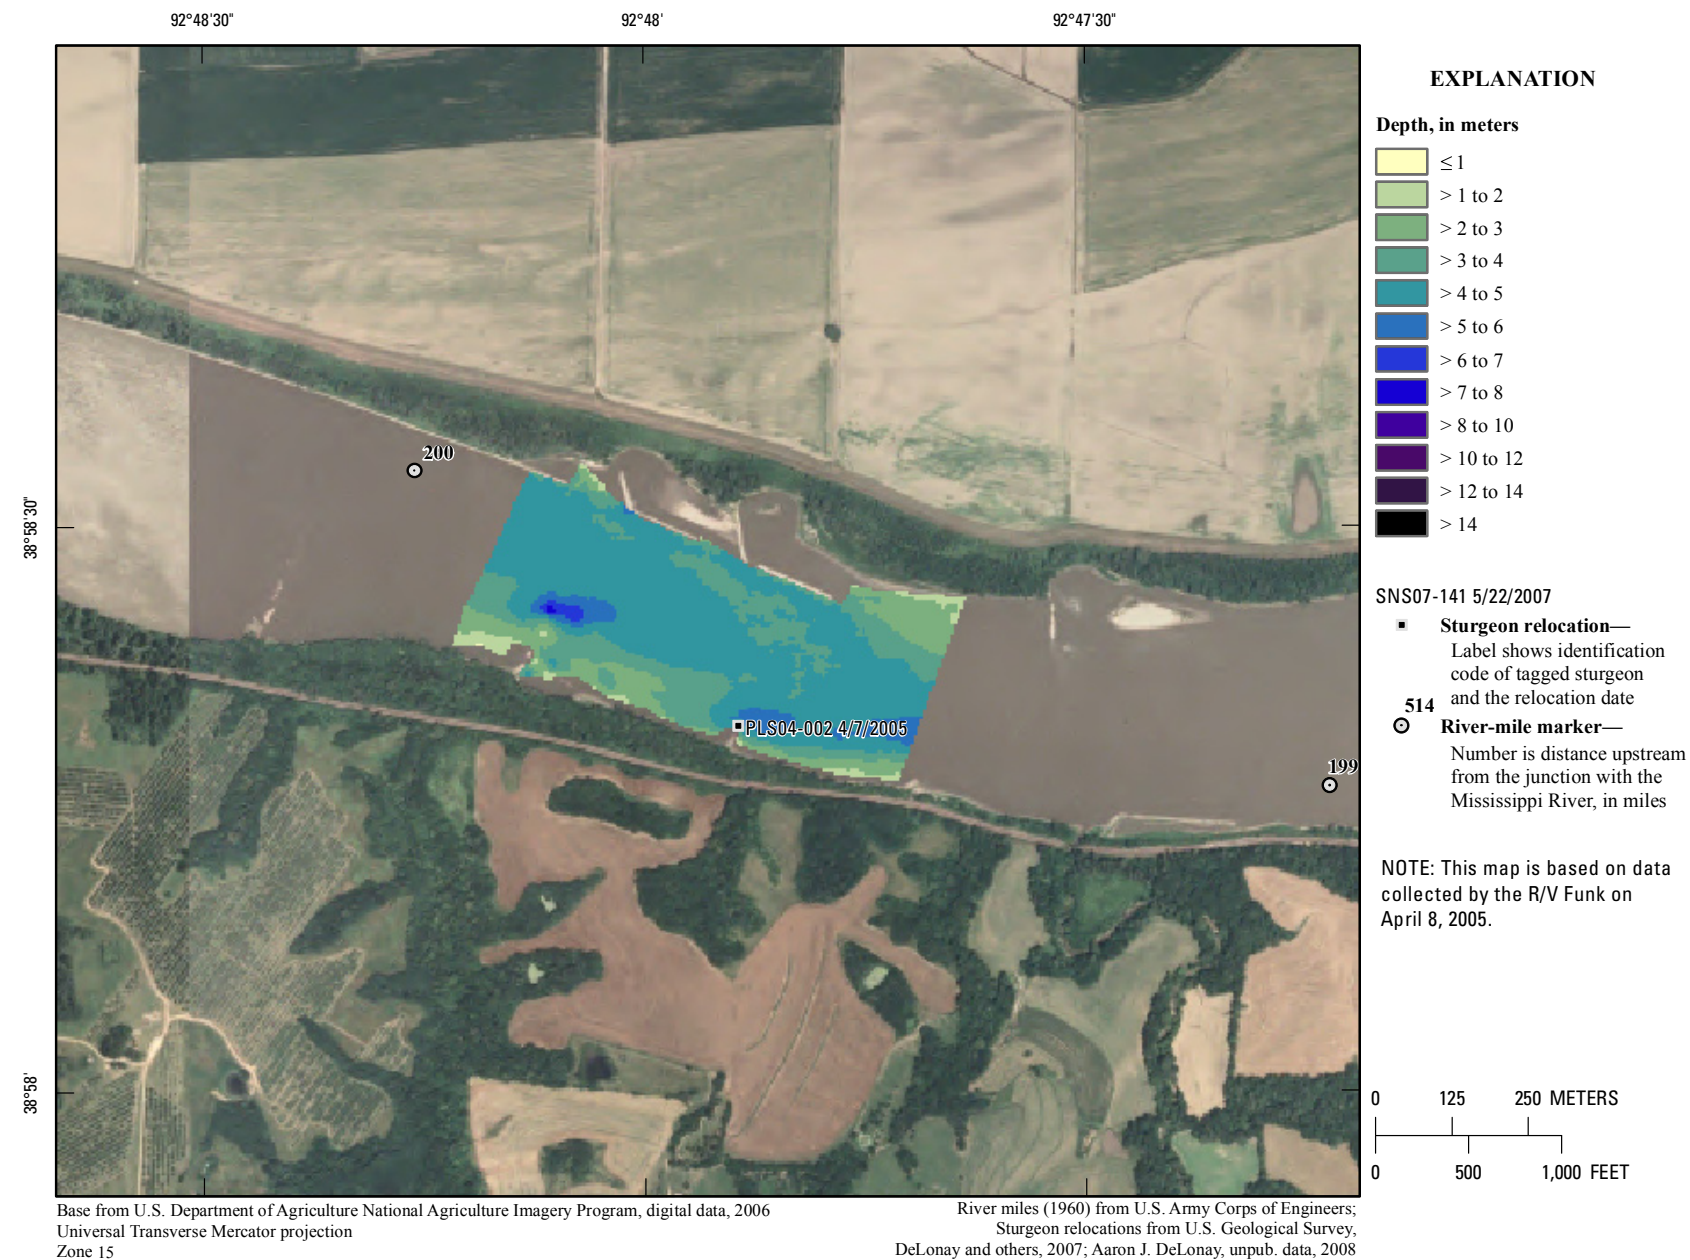 92°48'30"
92°48'
92°47'30"
38°58'30"
38°58'
200
199
PLS04-002 4/7/2005
EXPLANATION
Depth, in meters
≤ 1
> 1 to 2
> 2 to 3
> 3 to 4
> 4 to 5
> 5 to 6
> 6 to 7
> 7 to 8
> 8 to 10
> 10 to 12
> 12 to 14
> 14
SNS07-141 5/22/2007
Sturgeon relocation—
Label shows identification
code of tagged sturgeon
and the relocation date
514
River-mile marker—
Number is distance upstream
from the junction with the
Mississippi River, in miles
NOTE: This map is based on data
collected by the R/V Funk on
April 8, 2005.
0 125 250 METERS
0 500 1,000 FEET
Base from U.S. Department of Agriculture National Agriculture Imagery Program, digital data, 2006
Universal Transverse Mercator projection
Zone 15
River miles (1960) from U.S. Army Corps of Engineers;
Sturgeon relocations from U.S. Geological Survey,
DeLonay and others, 2007; Aaron J. DeLonay, unpub. data, 2008